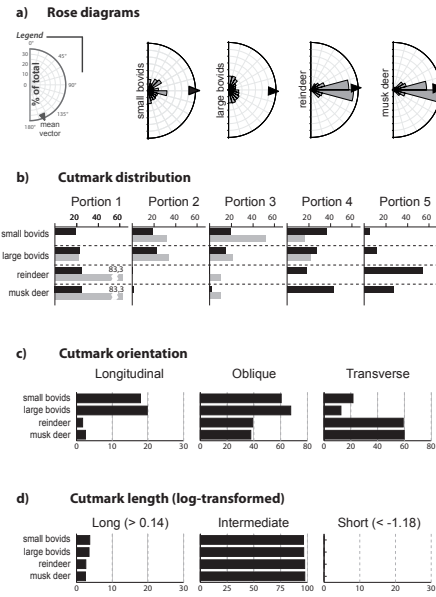 a) Rose diagrams
Legend
0°
30
20
10
0
45°
90°
135°
180°
% of total
mean
vector
small bovids
large bovids
reindeer
musk deer
b) Cutmark distribution
Portion 1 Portion 2 Portion 3 Portion 4 Portion 5
20 40 60 20 40 60 20 40 60 20 40 60 20 40 60
small bovids
large bovids
reindeer 83,3
musk deer 83,3
c) Cutmark orientation
Longitudinal Oblique Transverse
small bovids
large bovids
reindeer
musk deer
0 10 20 30 0 20 40 60 80 0 20 40 60 80
d) Cutmark length (log-transformed)
Long (> 0.14) Intermediate Short (< -1.18)
small bovids
large bovids
reindeer
musk deer
0 10 20 30 0 25 50 75 100 0 10 20 30